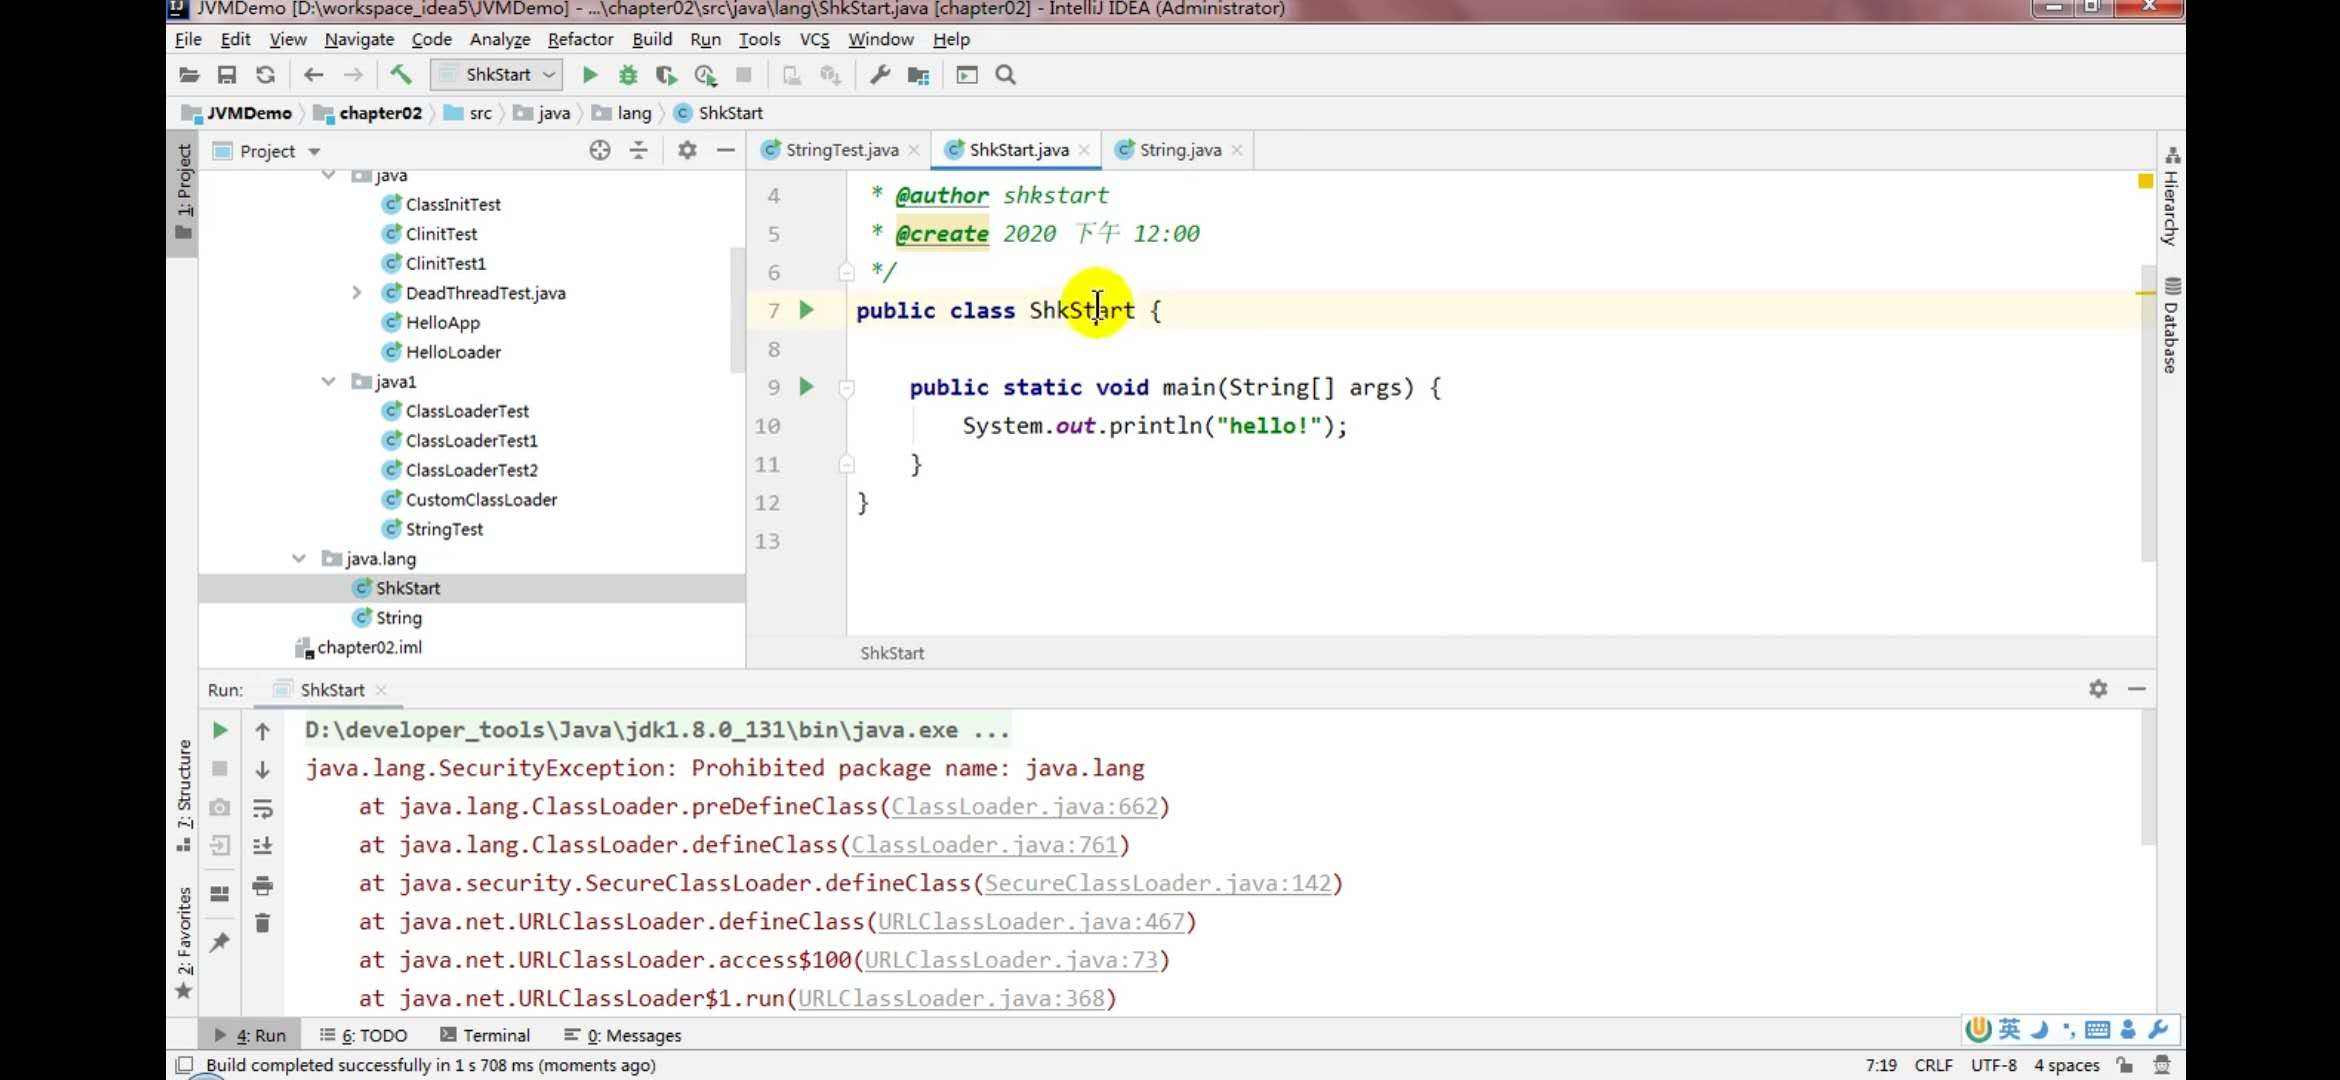 JVMDemo [D:\workspace_idea5\JVMDemo] - ...\chapter02\src\java\lang\ShkStart.java [chapter02] - IntelliJ IDEA (Administrator)
File Edit View Navigate Code Analyze Refactor Build Run Tools VCS Window Help
ShkStart
JVMDemo chapter02 src java lang ShkStart
1: Project
Project
java
ClassInitTest
ClinitTest
ClinitTest1
DeadThreadTest.java
HelloApp
HelloLoader
java1
ClassLoaderTest
ClassLoaderTest1
ClassLoaderTest2
CustomClassLoader
StringTest
java.lang
ShkStart
String
chapter02.iml
StringTest.java ShkStart.java String.java
4 * @author shkstart
5 * @create 2020 下午 12:00
6 */
7 public class ShkStart {
8
9 public static void main(String[] args) {
10 System.out.println("hello!");
11 }
12 }
13
ShkStart
Hierarchy
Database
Run: ShkStart
7: Structure
2: Favorites
D:\developer_tools\Java\jdk1.8.0_131\bin\java.exe ...
java.lang.SecurityException: Prohibited package name: java.lang
at java.lang.ClassLoader.preDefineClass(ClassLoader.java:662)
at java.lang.ClassLoader.defineClass(ClassLoader.java:761)
at java.security.SecureClassLoader.defineClass(SecureClassLoader.java:142)
at java.net.URLClassLoader.defineClass(URLClassLoader.java:467)
at java.net.URLClassLoader.access$100(URLClassLoader.java:73)
at java.net.URLClassLoader$1.run(URLClassLoader.java:368)
4: Run 6: TODO Terminal 0: Messages
英
Build completed successfully in 1 s 708 ms (moments ago)
7:19 CRLF UTF-8 4 spaces